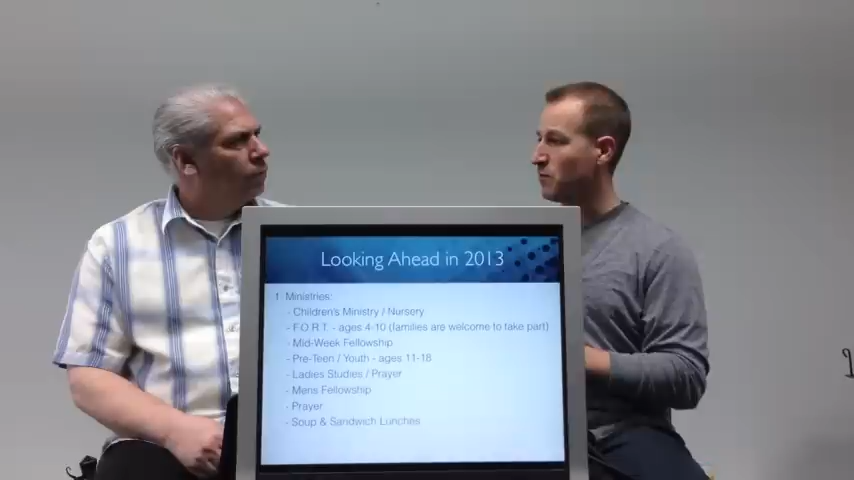 Looking Ahead in 2013
1. Ministries:
- Children's Ministry / Nursery
- F.O.R.T. - ages 4-10 (families are welcome to take part)
- Mid-Week Fellowship
- Pre-Teen / Youth - ages 11-18
- Ladies Studies / Prayer
- Mens Fellowship
- Prayer
- Soup & Sandwich Lunches